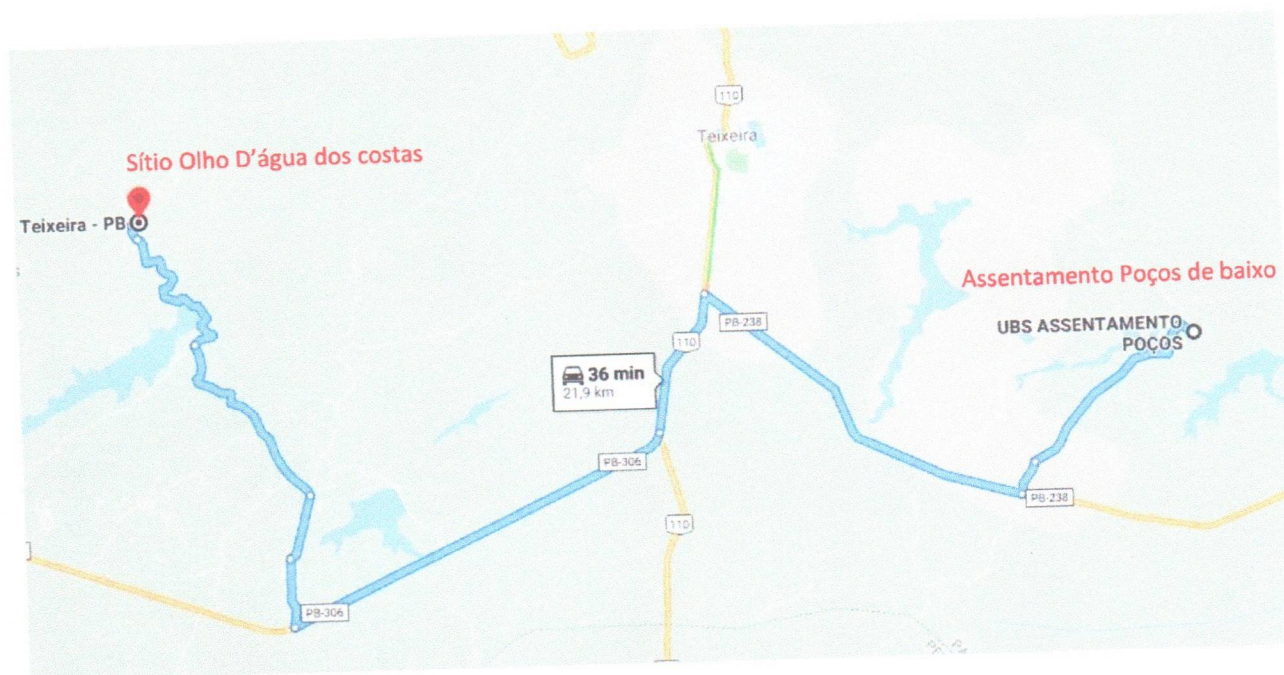 110
Teixeira
Sítio Olho D'água dos costas
Teixeira - PB
Assentamento Poços de baixo
UBS ASSENTAMENTO
POÇOS
PB-238
110
36 min
21,9 km
PB-306
PB-238
110
PB-306